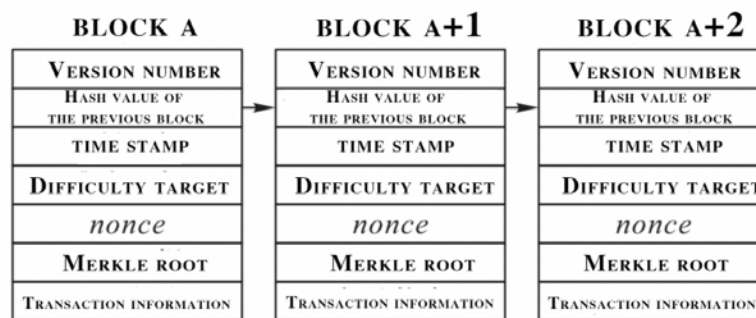 BLOCK A
VERSION NUMBER
HASH VALUE OF
THE PREVIOUS BLOCK
TIME STAMP
DIFFICULTY TARGET
nonce
MERKLE ROOT
TRANSACTION INFORMATION
BLOCK A+1
VERSION NUMBER
HASH VALUE OF
THE PREVIOUS BLOCK
TIME STAMP
DIFFICULTY TARGET
nonce
MERKLE ROOT
TRANSACTION INFORMATION
BLOCK A+2
VERSION NUMBER
HASH VALUE OF
THE PREVIOUS BLOCK
TIME STAMP
DIFFICULTY TARGET
nonce
MERKLE ROOT
TRANSACTION INFORMATION